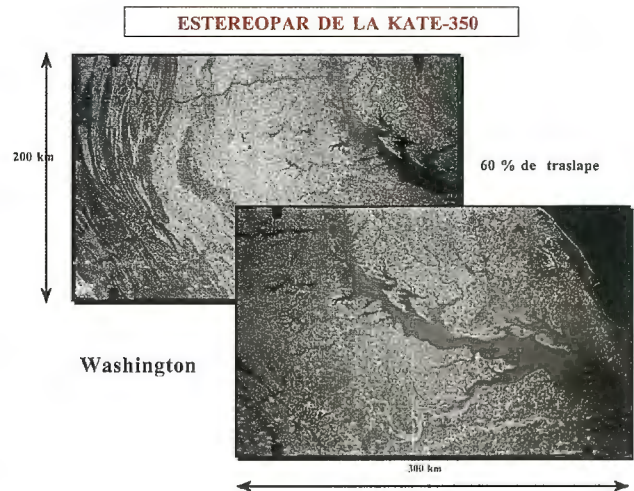 ESTEREOPAR DE LA KATE-350
200 km
60 % de traslape
Washington
300 km